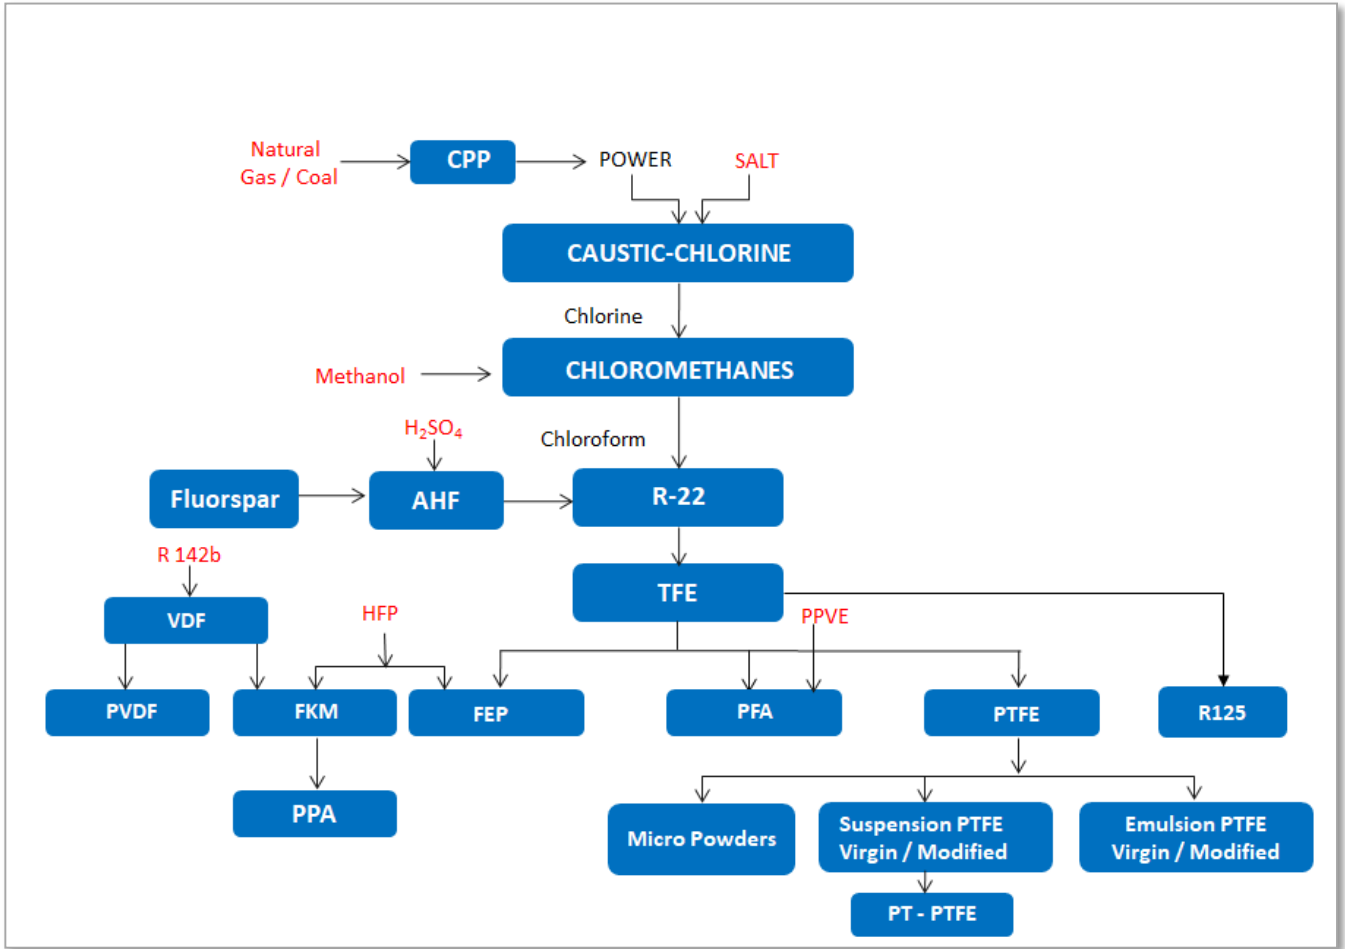 Natural
Gas / Coal
CPP
POWER
SALT
CAUSTIC-CHLORINE
Chlorine
Methanol
CHLOROMETHANES
H₂SO₄
Chloroform
Fluorspar
AHF
R-22
R 142b
TFE
VDF
HFP
PPVE
PVDF
FKM
FEP
PFA
PTFE
R125
PPA
Micro Powders
Suspension PTFE
Virgin / Modified
Emulsion PTFE
Virgin / Modified
PT - PTFE